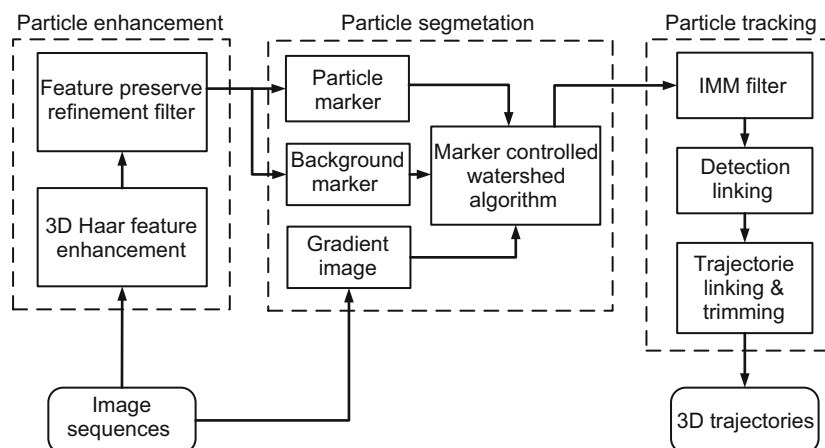 Particle enhancement
Feature preserve
refinement filter
3D Haar feature
enhancement
Image
sequences
Particle segmetation
Particle
marker
Background
marker
Gradient
image
Marker controlled
watershed
algorithm
Particle tracking
IMM filter
Detection
linking
Trajectorie
linking &
trimming
3D trajectories